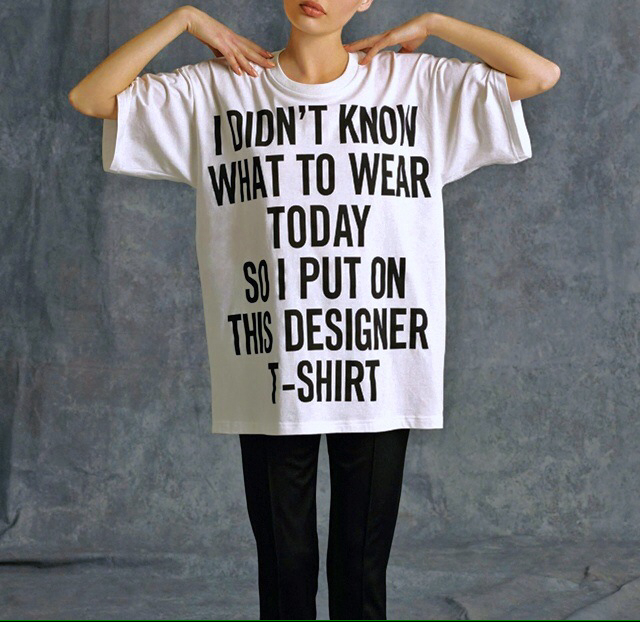 I DIDN'T KNOW
WHAT TO WEAR
TODAY
SO I PUT ON
THIS DESIGNER
T-SHIRT